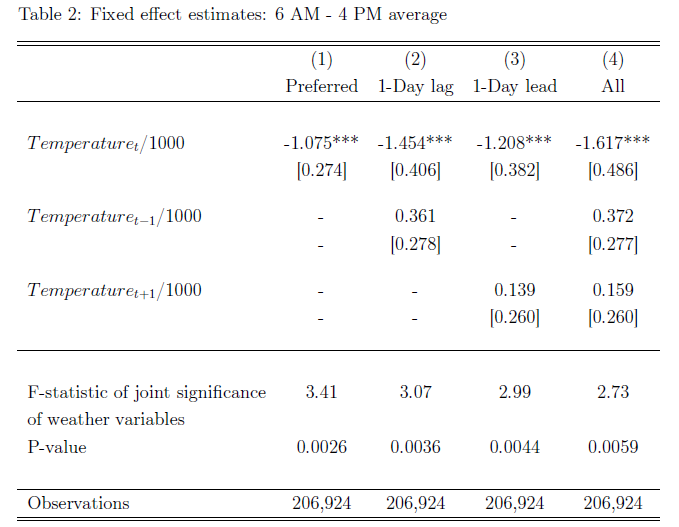 Table 2: Fixed effect estimates: 6 AM - 4 PM average
(1) (2) (3) (4)
Preferred 1-Day lag 1-Day lead All
Temperatureₜ/1000 -1.075*** -1.454*** -1.208*** -1.617***
[0.274] [0.406] [0.382] [0.486]
Temperatureₜ₋₁/1000 - 0.361 - 0.372
- [0.278] - [0.277]
Temperatureₜ₊₁/1000 - - 0.139 0.159
- - [0.260] [0.260]
F-statistic of joint significance 3.41 3.07 2.99 2.73
of weather variables
P-value 0.0026 0.0036 0.0044 0.0059
Observations 206,924 206,924 206,924 206,924